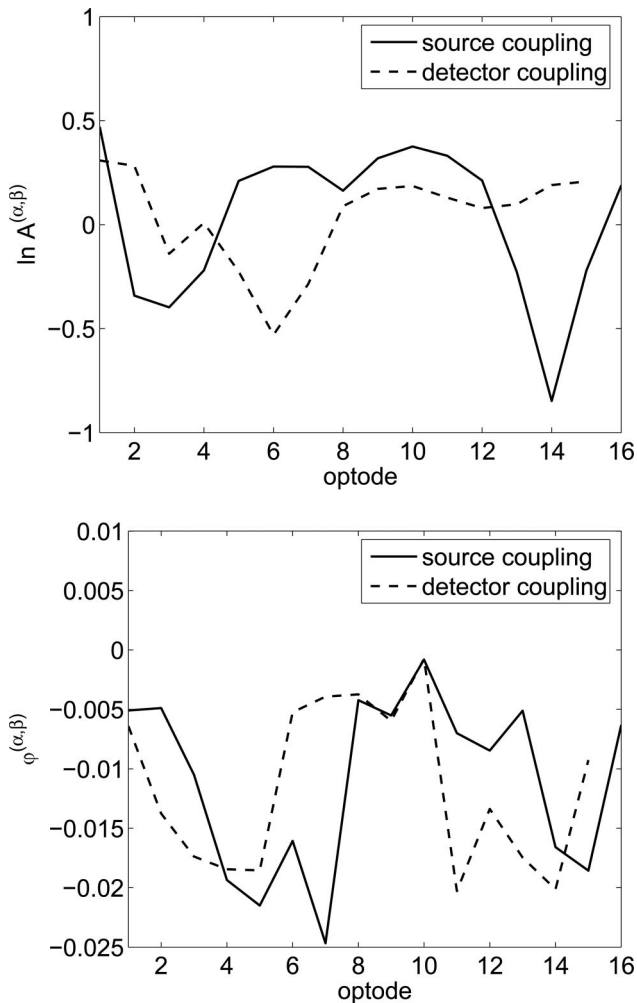 1
0.5
0
−0.5
−1
ln A(α,β)
source coupling
detector coupling
2 4 6 8 10 12 14 16
optode
0.01
0.005
0
−0.005
−0.01
−0.015
−0.02
−0.025
φ(α,β)
source coupling
detector coupling
2 4 6 8 10 12 14 16
optode